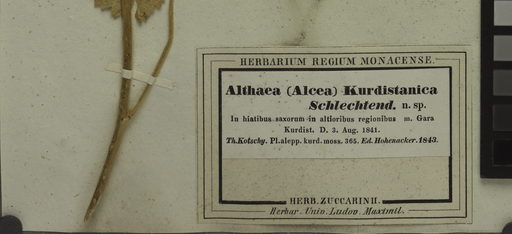 HERBARIUM REGIUM MONACENSE.
Althaea (Alcea) Kurdistanica
Schlechtend. n. sp.
In hiatibus saxorum in altioribus regionibus m. Gara
Kurdist. D. 3. Aug. 1841.
Th. Kotschy. Pl. alepp. kurd. moss. 365. Ed. Hohenacker. 1843.
HERB. ZUCCARINII.
Herbar. Univ. Ludov. Maximil.